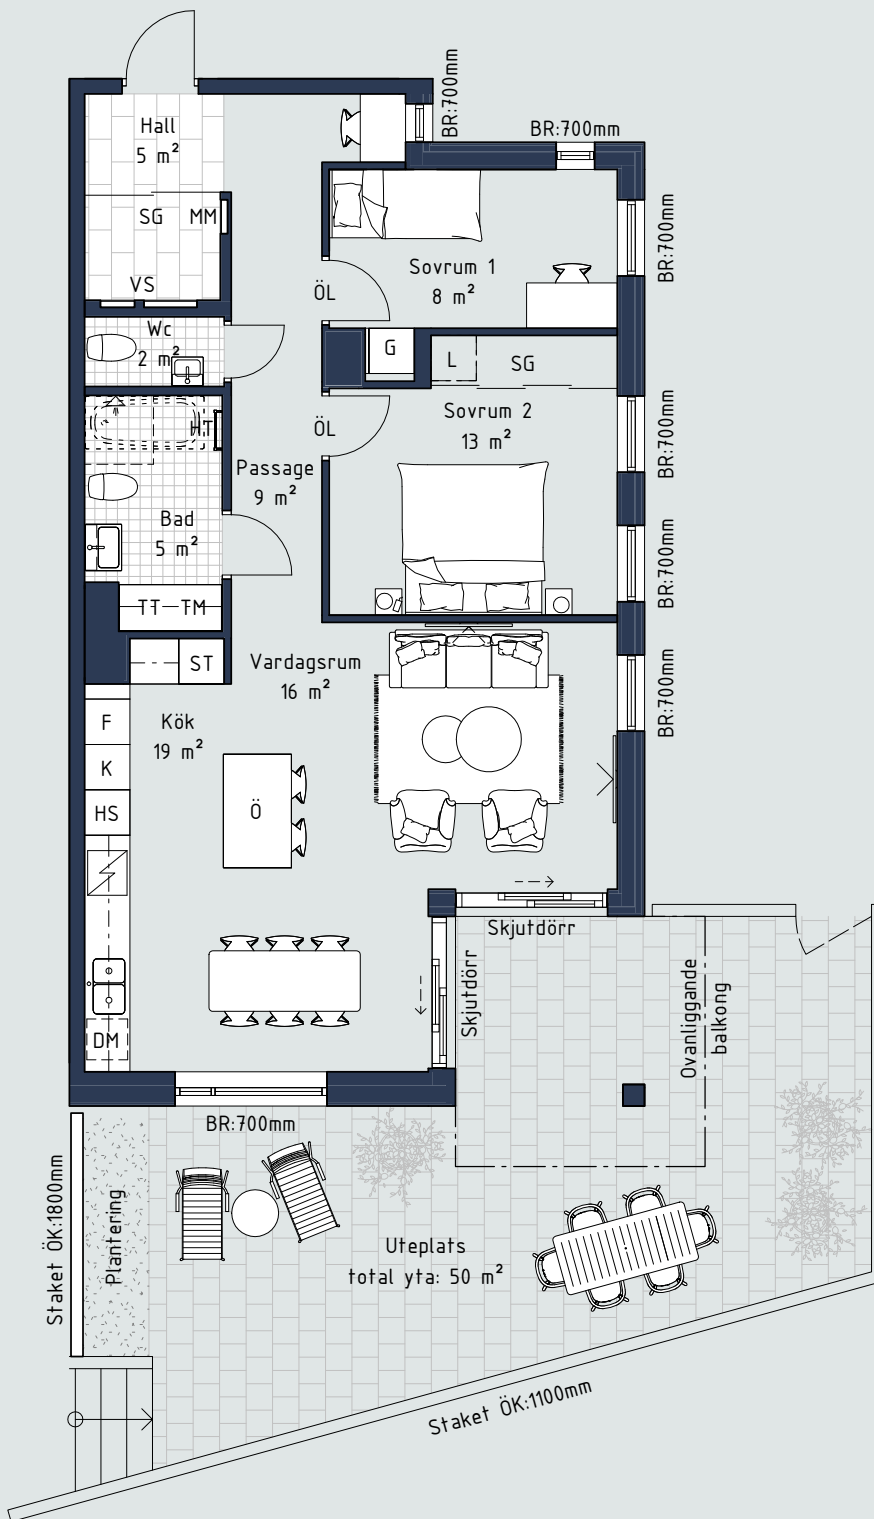 BR:700mm
BR:700mm
Hall
5 m²
SG
MM
VS
BR:700mm
Sovrum 1
8 m²
ÖL
Wc
2 m²
G
L
SG
HT
ÖL
Sovrum 2
13 m²
BR:700mm
Passage
9 m²
Bad
5 m²
BR:700mm
TT
TM
ST
Vardagsrum
16 m²
BR:700mm
F
Kök
19 m²
K
HS
Ö
Skjutdörr
Skjutdörr
Ovanliggande
balkong
DM
BR:700mm
Staket ÖK:1800mm
Plantering
Uteplats
total yta: 50 m²
Staket ÖK:1100mm